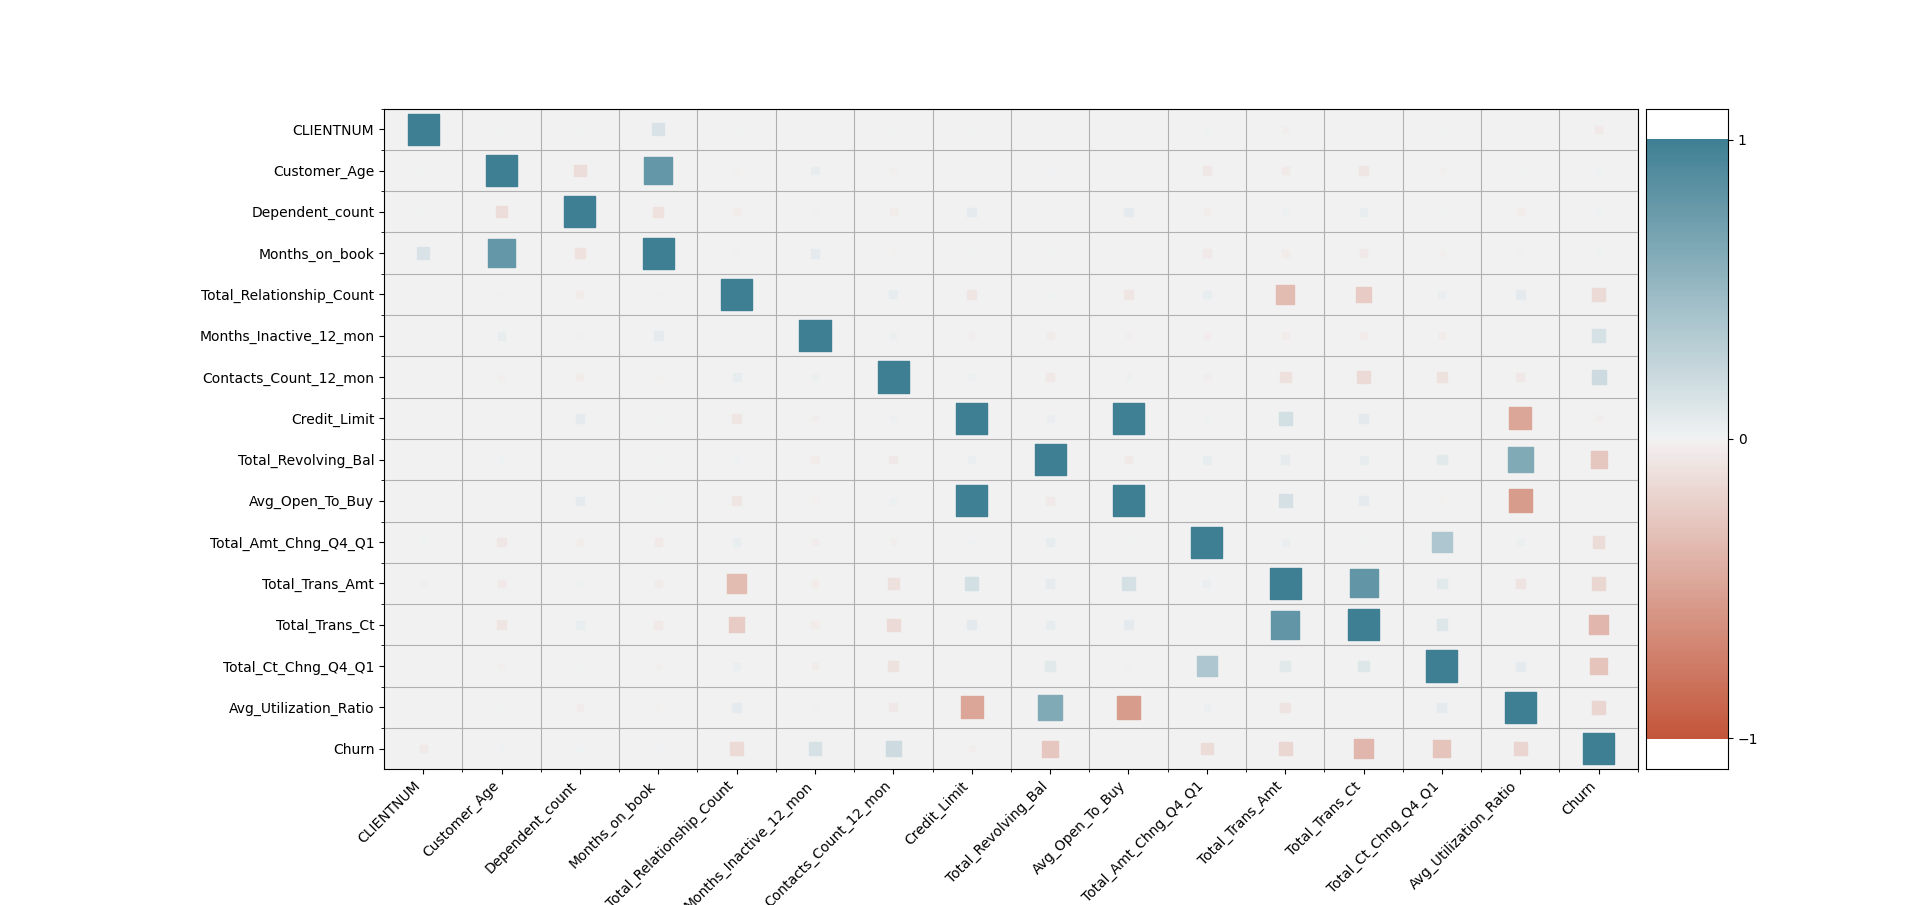 CLIENTNUM
Customer_Age
Dependent_count
Months_on_book
Total_Relationship_Count
Months_Inactive_12_mon
Contacts_Count_12_mon
Credit_Limit
Total_Revolving_Bal
Avg_Open_To_Buy
Total_Amt_Chng_Q4_Q1
Total_Trans_Amt
Total_Trans_Ct
Total_Ct_Chng_Q4_Q1
Avg_Utilization_Ratio
Churn
1
0
−1
CLIENTNUM
Customer_Age
Dependent_count
Months_on_book
Total_Relationship_Count
Months_Inactive_12_mon
Contacts_Count_12_mon
Credit_Limit
Total_Revolving_Bal
Avg_Open_To_Buy
Total_Amt_Chng_Q4_Q1
Total_Trans_Amt
Total_Trans_Ct
Total_Ct_Chng_Q4_Q1
Avg_Utilization_Ratio
Churn